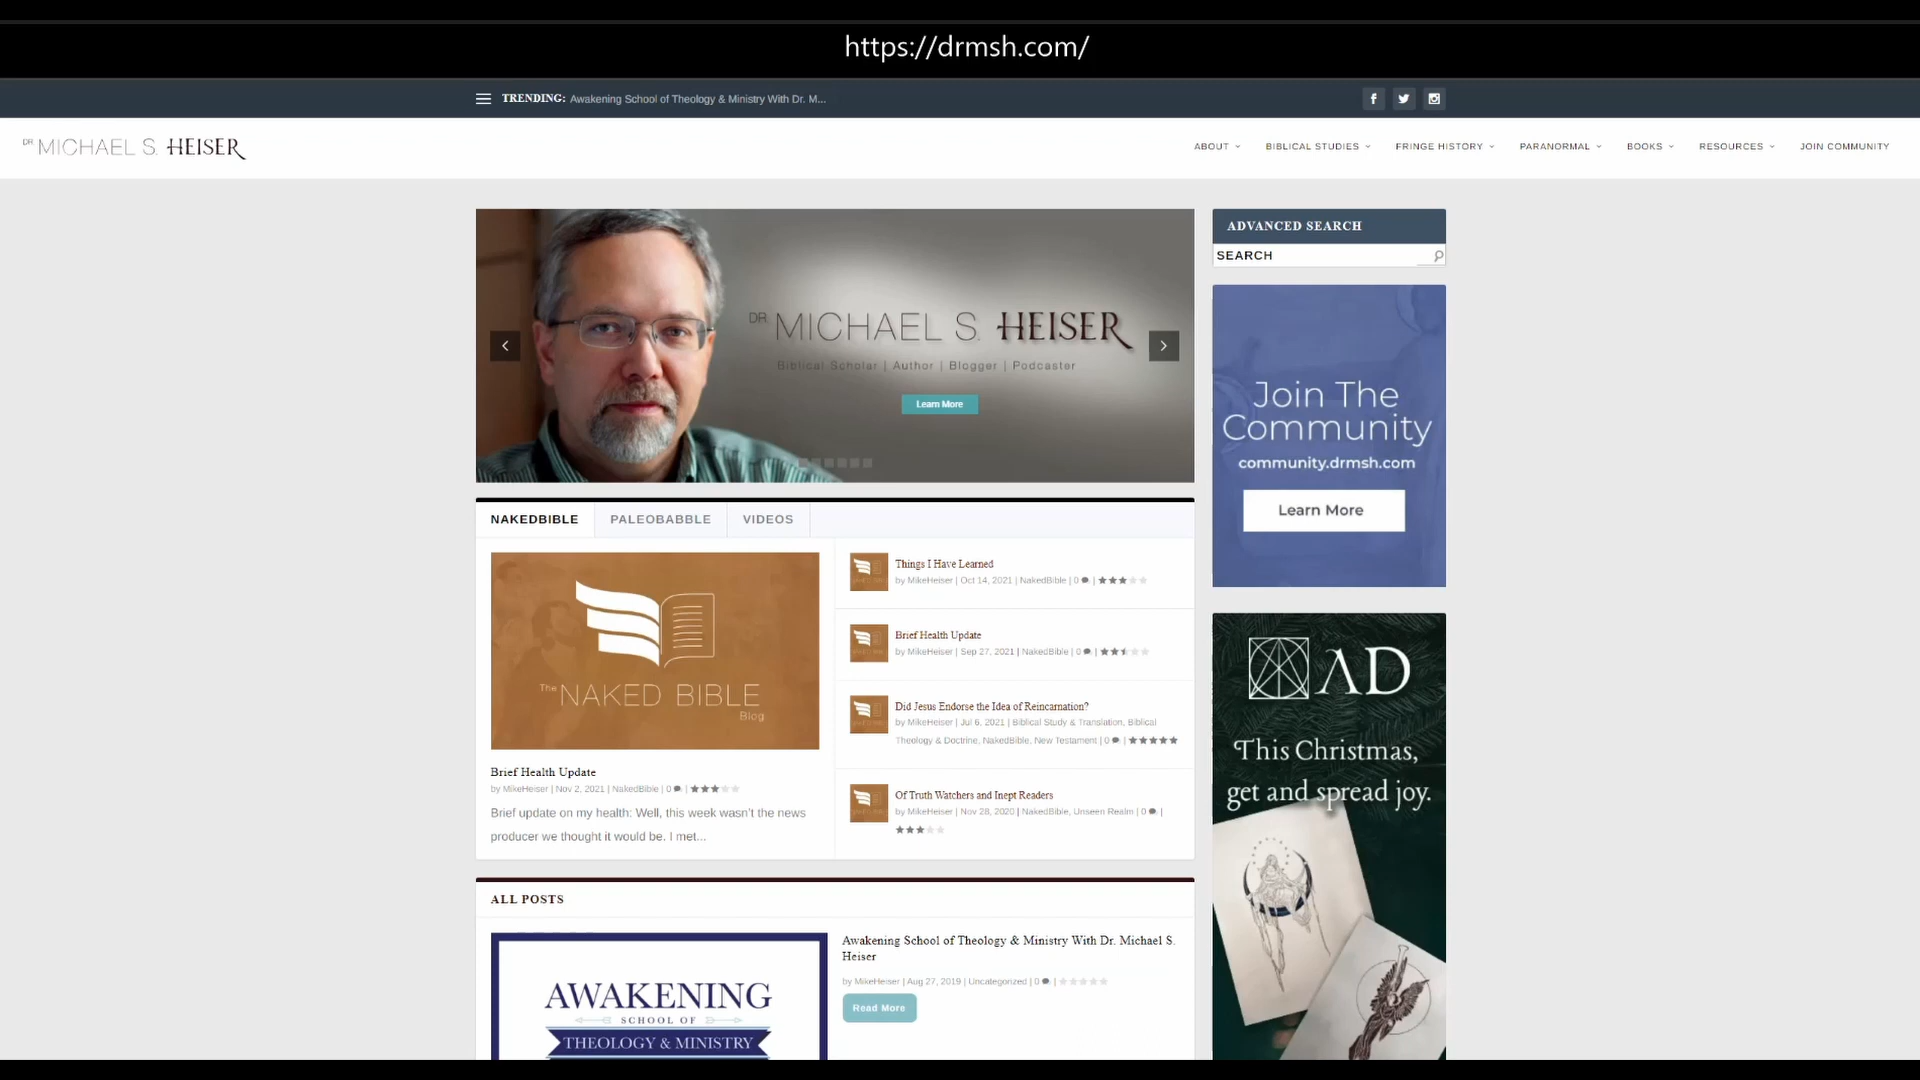 https://drmsh.com/
TRENDING: Awakening School of Theology & Ministry With Dr. M...
DR MICHAEL S. HEISER
ABOUT
BIBLICAL STUDIES
FRINGE HISTORY
PARANORMAL
BOOKS
RESOURCES
JOIN COMMUNITY
DR MICHAEL S. HEISER
Biblical Scholar | Author | Blogger | Podcaster
Learn More
ADVANCED SEARCH
SEARCH
Join The
Community
community.drmsh.com
Learn More
NAKEDBIBLE
PALEOBABBLE
VIDEOS
The NAKED BIBLE
Blog
Brief Health Update
by MikeHeiser | Nov 2, 2021 | NakedBible | 0 |
Brief update on my health: Well, this week wasn't the news
producer we thought it would be. I met...
Things I Have Learned
by MikeHeiser | Oct 14, 2021 | NakedBible | 0 |
Brief Health Update
by MikeHeiser | Sep 27, 2021 | NakedBible | 0 |
Did Jesus Endorse the Idea of Reincarnation?
by MikeHeiser | Jul 6, 2021 | Biblical Study & Translation, Biblical
Theology & Doctrine, NakedBible, New Testament | 0 |
Of Truth Watchers and Inept Readers
by MikeHeiser | Nov 28, 2020 | NakedBible, Unseen Realm | 0 |
AD
This Christmas,
get and spread joy.
ALL POSTS
AWAKENING
SCHOOL OF
THEOLOGY & MINISTRY
Awakening School of Theology & Ministry With Dr. Michael S.
Heiser
by MikeHeiser | Aug 27, 2019 | Uncategorized | 0 |
Read More